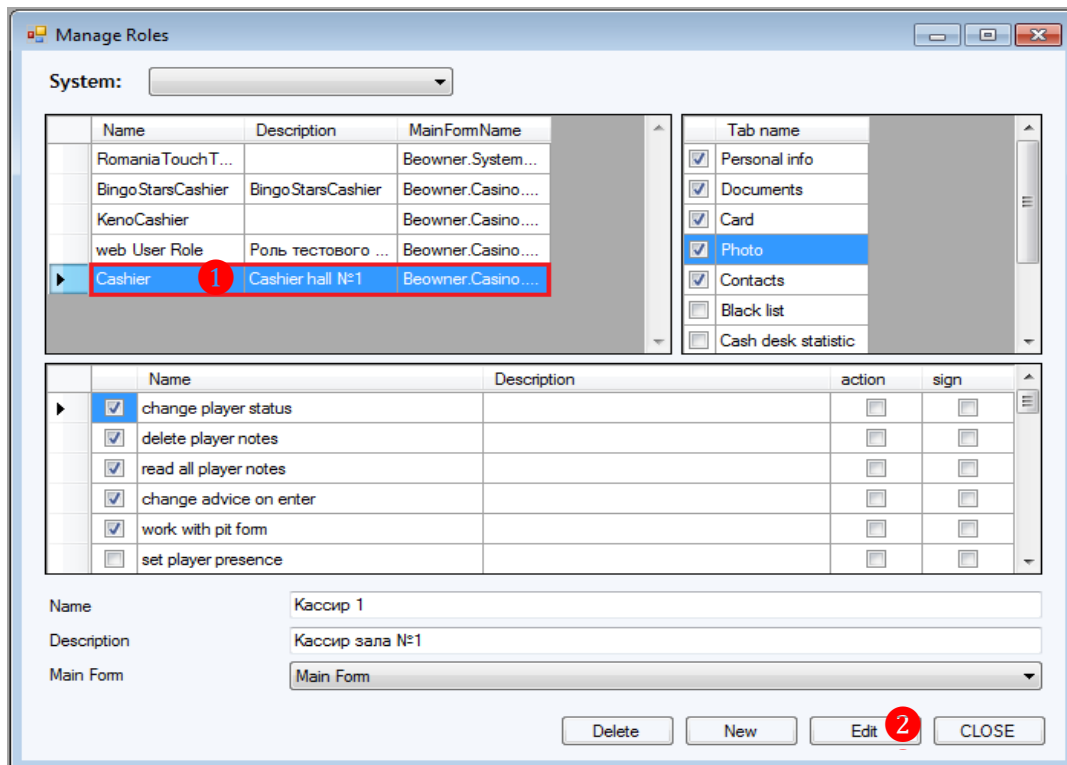 Manage Roles
System:
Name Description MainFormName
RomaniaTouchT... Beowner.System...
BingoStarsCashier BingoStarsCashier Beowner.Casino....
KenoCashier Beowner.Casino....
web User Role Роль тестового ... Beowner.Casino....
Cashier 1 Cashier hall №1 Beowner.Casino....
Tab name
Personal info
Documents
Card
Photo
Contacts
Black list
Cash desk statistic
Name Description action sign
change player status
delete player notes
read all player notes
change advice on enter
work with pit form
set player presence
Name Кассир 1
Description Кассир зала №1
Main Form Main Form
Delete New Edit 2 CLOSE